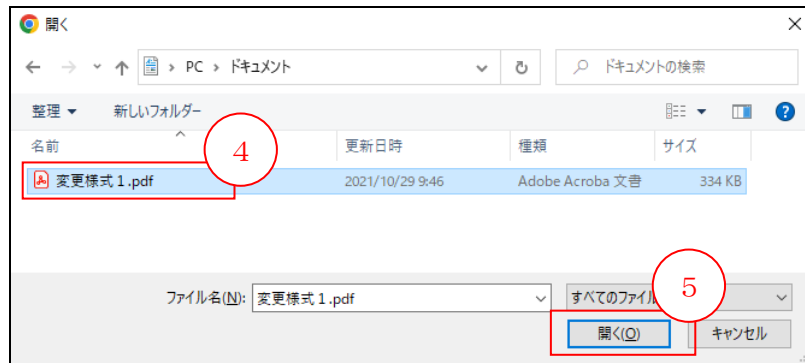 開く
PC › ドキュメント
ドキュメントの検索
整理 新しいフォルダー
名前 更新日時 種類 サイズ
4
変更様式１.pdf 2021/10/29 9:46 Adobe Acroba 文書 334 KB
ファイル名(N): 変更様式１.pdf すべてのファイル
5
開く(O) キャンセル